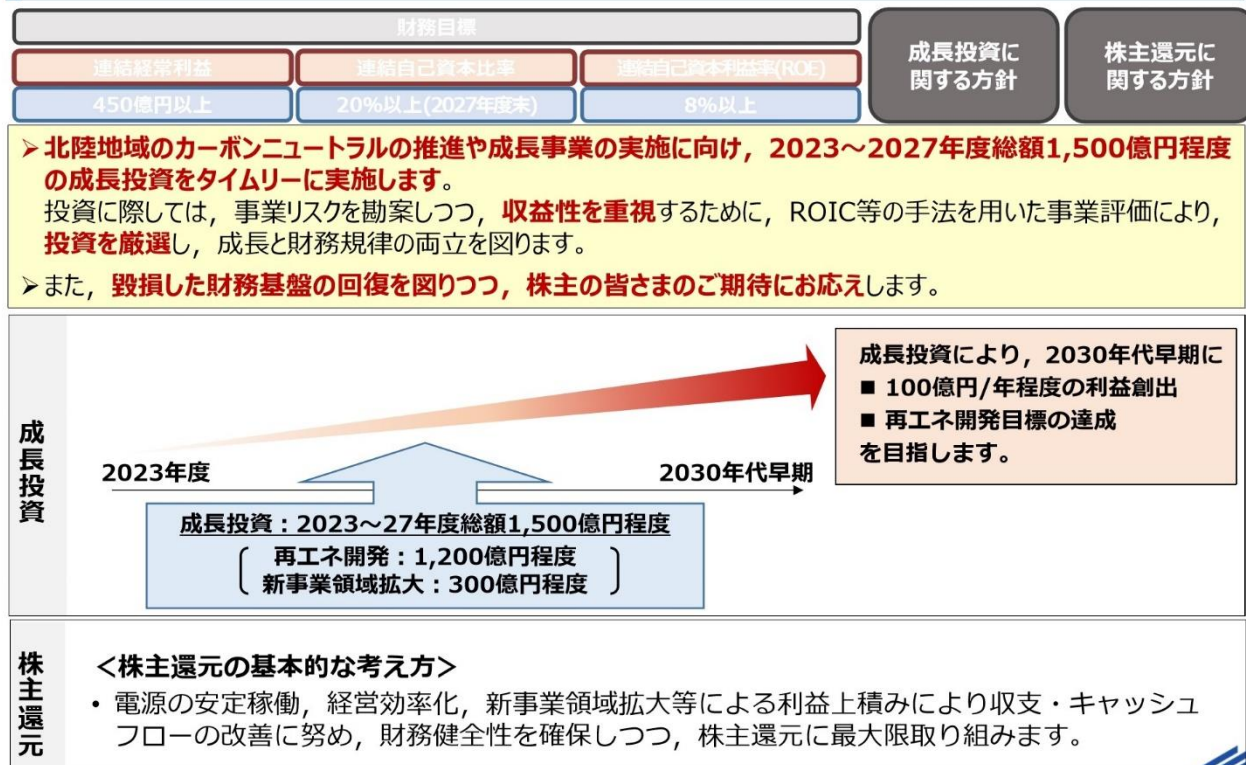 財務目標
連結経常利益
連結自己資本比率
連結自己資本利益率(ROE)
450億円以上
20%以上(2027年度末)
8%以上
成長投資に
関する方針
株主還元に
関する方針
➢北陸地域のカーボンニュートラルの推進や成長事業の実施に向け，2023～2027年度総額1,500億円程度
の成長投資をタイムリーに実施します。
投資に際しては，事業リスクを勘案しつつ，収益性を重視するために，ROIC等の手法を用いた事業評価により，
投資を厳選し，成長と財務規律の両立を図ります。
➢また，毀損した財務基盤の回復を図りつつ，株主の皆さまのご期待にお応えします。
成長投資
成長投資により，2030年代早期に
■ 100億円/年程度の利益創出
■ 再エネ開発目標の達成
を目指します。
2023年度
2030年代早期
成長投資：2023～27年度総額1,500億円程度
再エネ開発：1,200億円程度
新事業領域拡大：300億円程度
株主還元
＜株主還元の基本的な考え方＞
• 電源の安定稼働，経営効率化，新事業領域拡大等による利益上積みにより収支・キャッシュ
フローの改善に努め，財務健全性を確保しつつ，株主還元に最大限取り組みます。